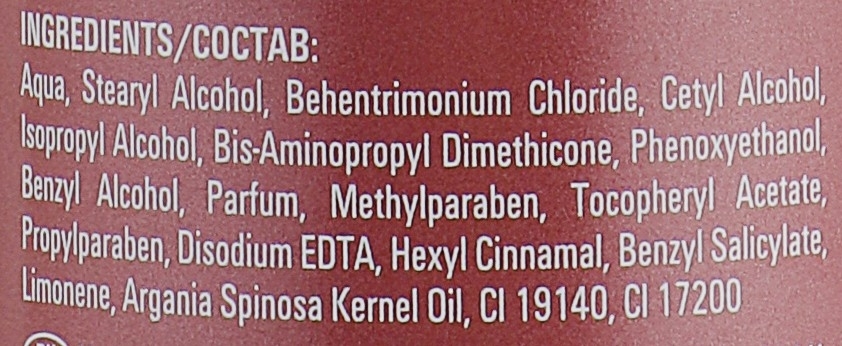 INGREDIENTS/СОСТАВ:
Aqua, Stearyl Alcohol, Behentrimonium Chloride, Cetyl Alcohol,
Isopropyl Alcohol, Bis-Aminopropyl Dimethicone, Phenoxyethanol,
Benzyl Alcohol, Parfum, Methylparaben, Tocopheryl Acetate,
Propylparaben, Disodium EDTA, Hexyl Cinnamal, Benzyl Salicylate,
Limonene, Argania Spinosa Kernel Oil, CI 19140, CI 17200